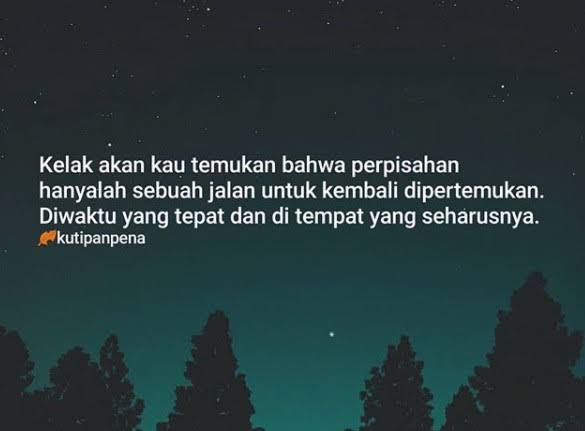 Kelak akan kau temukan bahwa perpisahan
hanyalah sebuah jalan untuk kembali dipertemukan.
Diwaktu yang tepat dan di tempat yang seharusnya.
kutipanpena